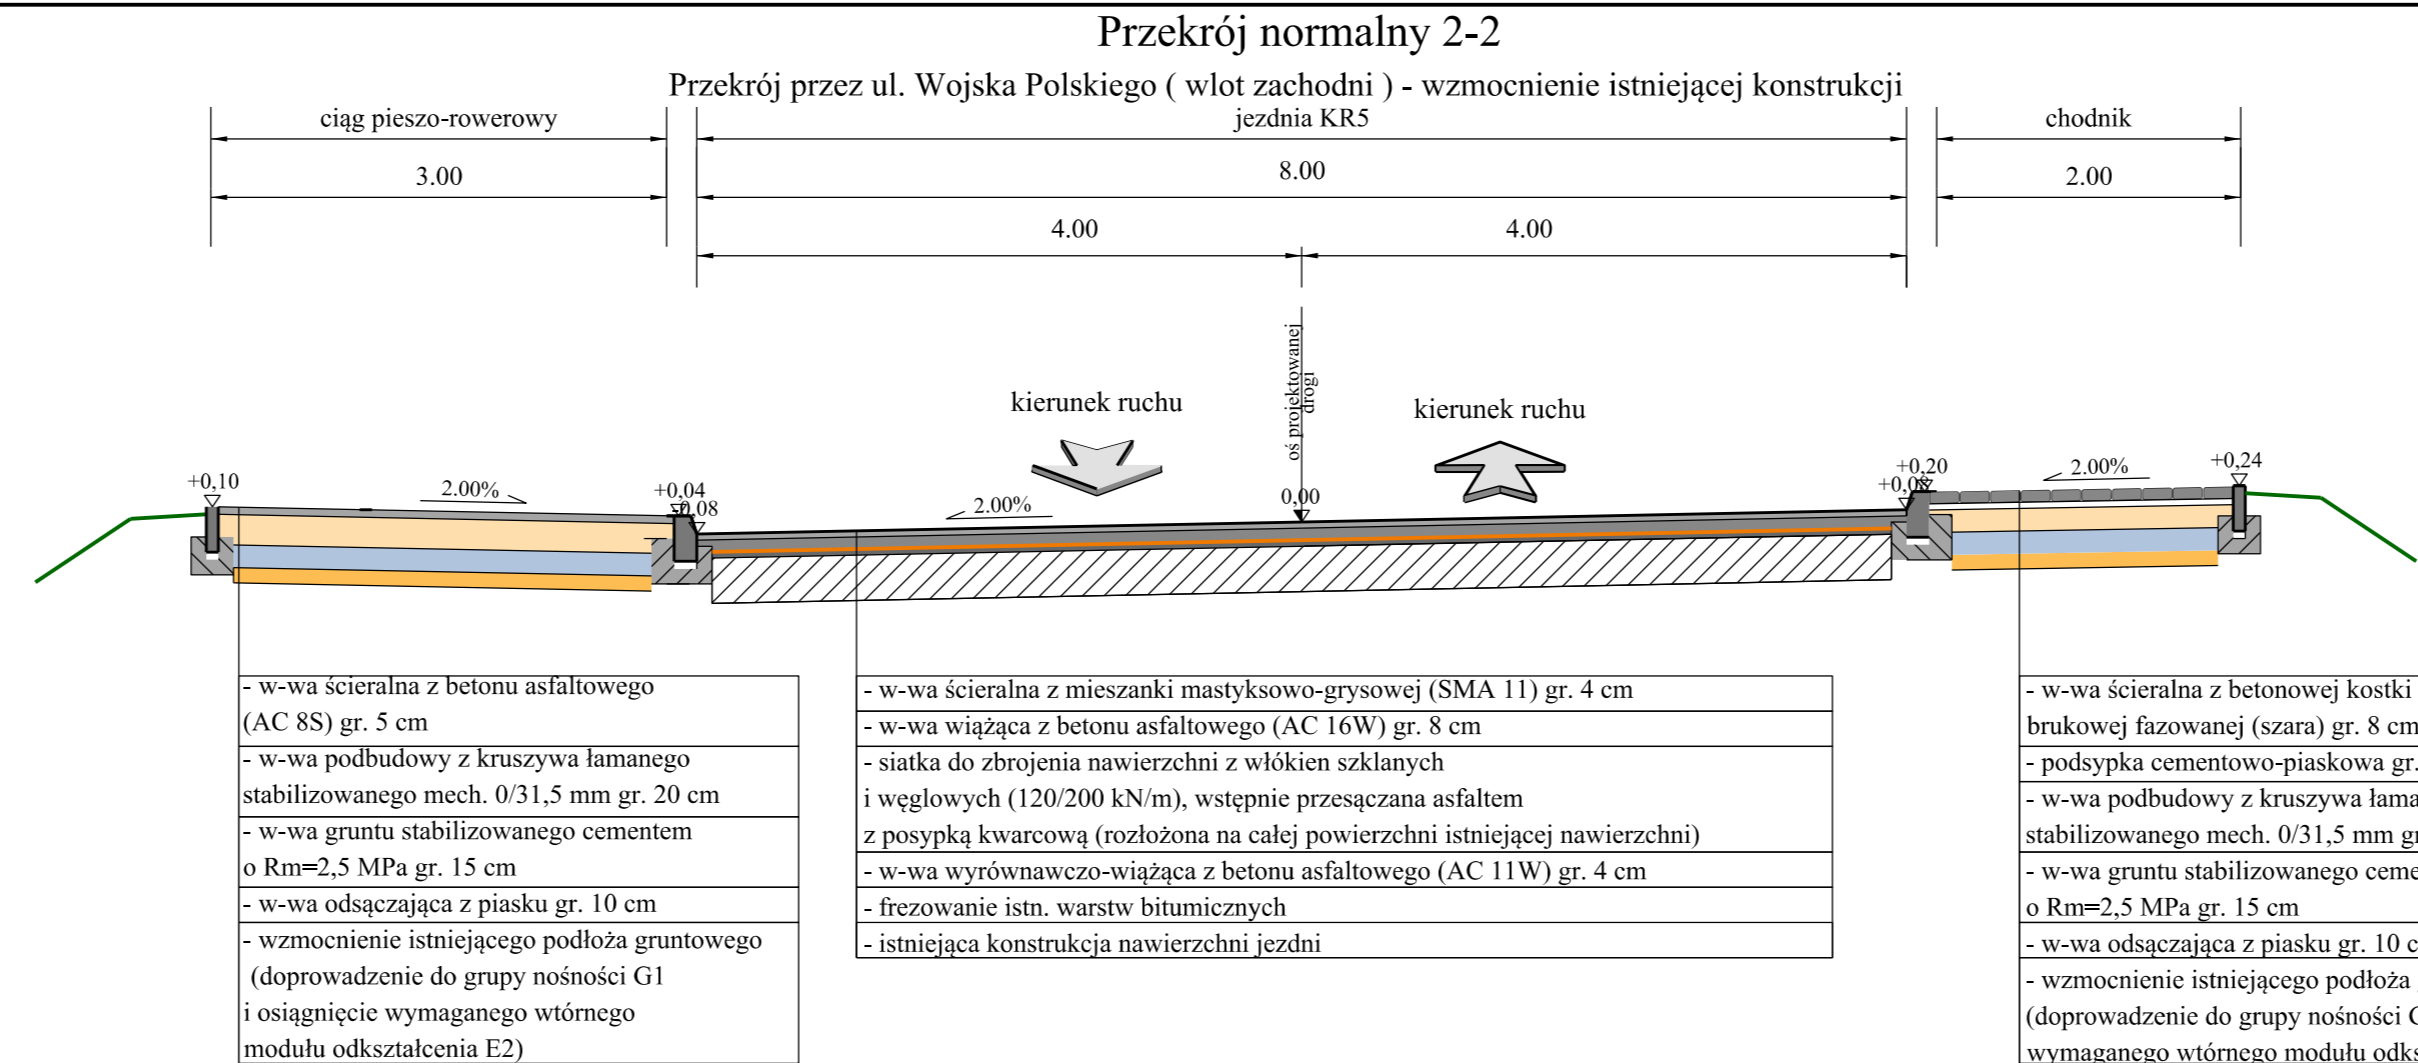 Przekrój normalny 2-2
Przekrój przez ul. Wojska Polskiego ( wlot zachodni ) - wzmocnienie istniejącej konstrukcji
ciąg pieszo-rowerowy
jezdnia KR5
chodnik
3.00
8.00
2.00
4.00
4.00
oś projektowanej
drogi
kierunek ruchu
kierunek ruchu
+0,10
2.00%
+0,04
-0,08
2.00%
0,00
+0,20
2.00%
+0,24
- w-wa ścieralna z betonu asfaltowego
(AC 8S) gr. 5 cm
- w-wa podbudowy z kruszywa łamanego
stabilizowanego mech. 0/31,5 mm gr. 20 cm
- w-wa gruntu stabilizowanego cementem
o Rm=2,5 MPa gr. 15 cm
- w-wa odsączająca z piasku gr. 10 cm
- wzmocnienie istniejącego podłoża gruntowego
(doprowadzenie do grupy nośności G1
i osiągnięcie wymaganego wtórnego
modułu odkształcenia E2)
- w-wa ścieralna z mieszanki mastyksowo-grysowej (SMA 11) gr. 4 cm
- w-wa wiążąca z betonu asfaltowego (AC 16W) gr. 8 cm
- siatka do zbrojenia nawierzchni z włókien szklanych
i węglowych (120/200 kN/m), wstępnie przesączana asfaltem
z posypką kwarcową (rozłożona na całej powierzchni istniejącej nawierzchni)
- w-wa wyrównawczo-wiążąca z betonu asfaltowego (AC 11W) gr. 4 cm
- frezowanie istn. warstw bitumicznych
- istniejąca konstrukcja nawierzchni jezdni
- w-wa ścieralna z betonowej kostki
brukowej fazowanej (szara) gr. 8 cm
- podsypka cementowo-piaskowa gr.
- w-wa podbudowy z kruszywa
stabilizowanego mech. 0/31,5 mm
- w-wa gruntu stabilizowanego
o Rm=2,5 MPa gr. 15 cm
- w-wa odsączająca z piasku gr. 10
- wzmocnienie istniejącego podłoża
(doprowadzenie do grupy nośności
wymaganego wtórnego modułu